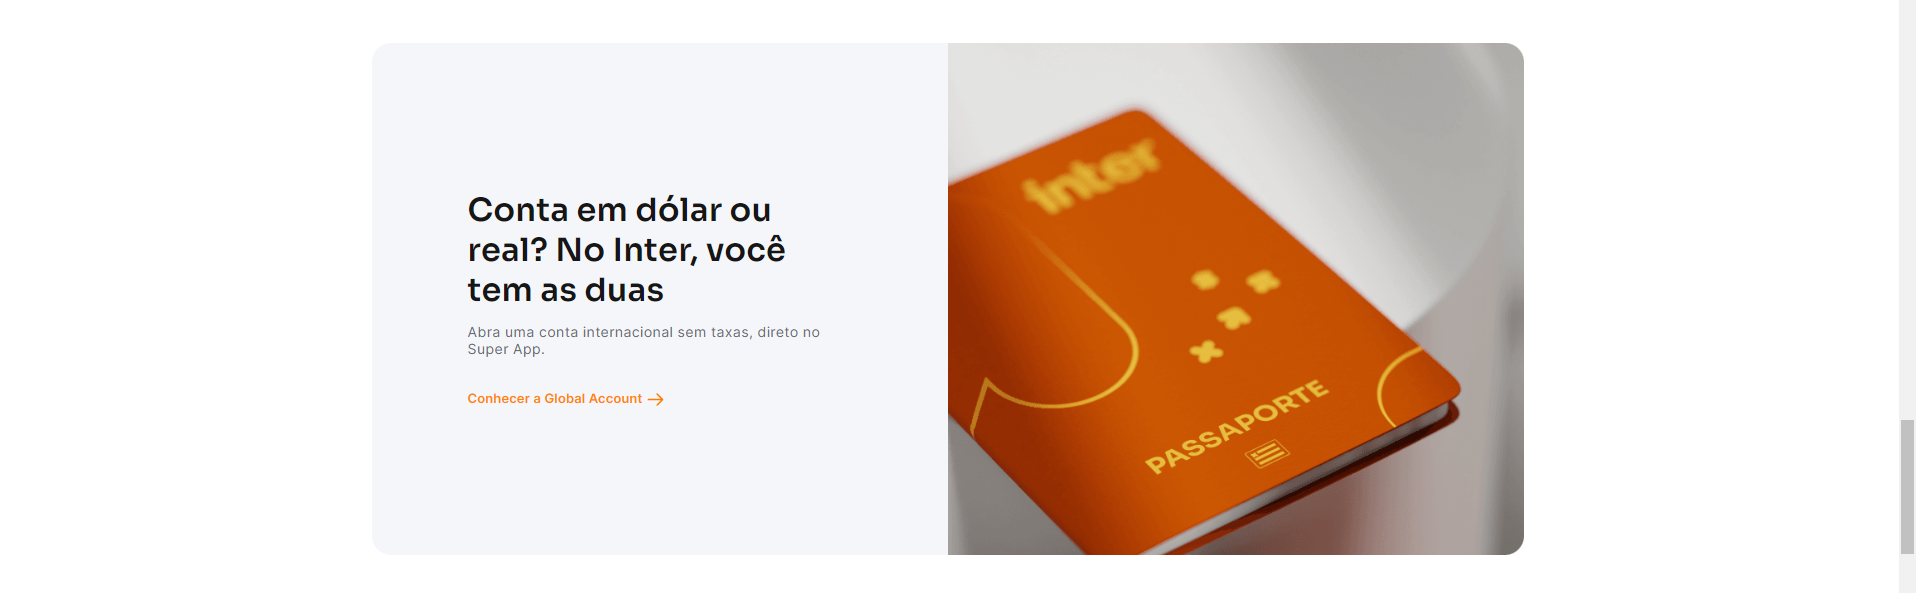 Conta em dólar ou
real? No Inter, você
tem as duas
Abra uma conta internacional sem taxas, direto no
Super App.
Conhecer a Global Account
inter
PASSAPORTE